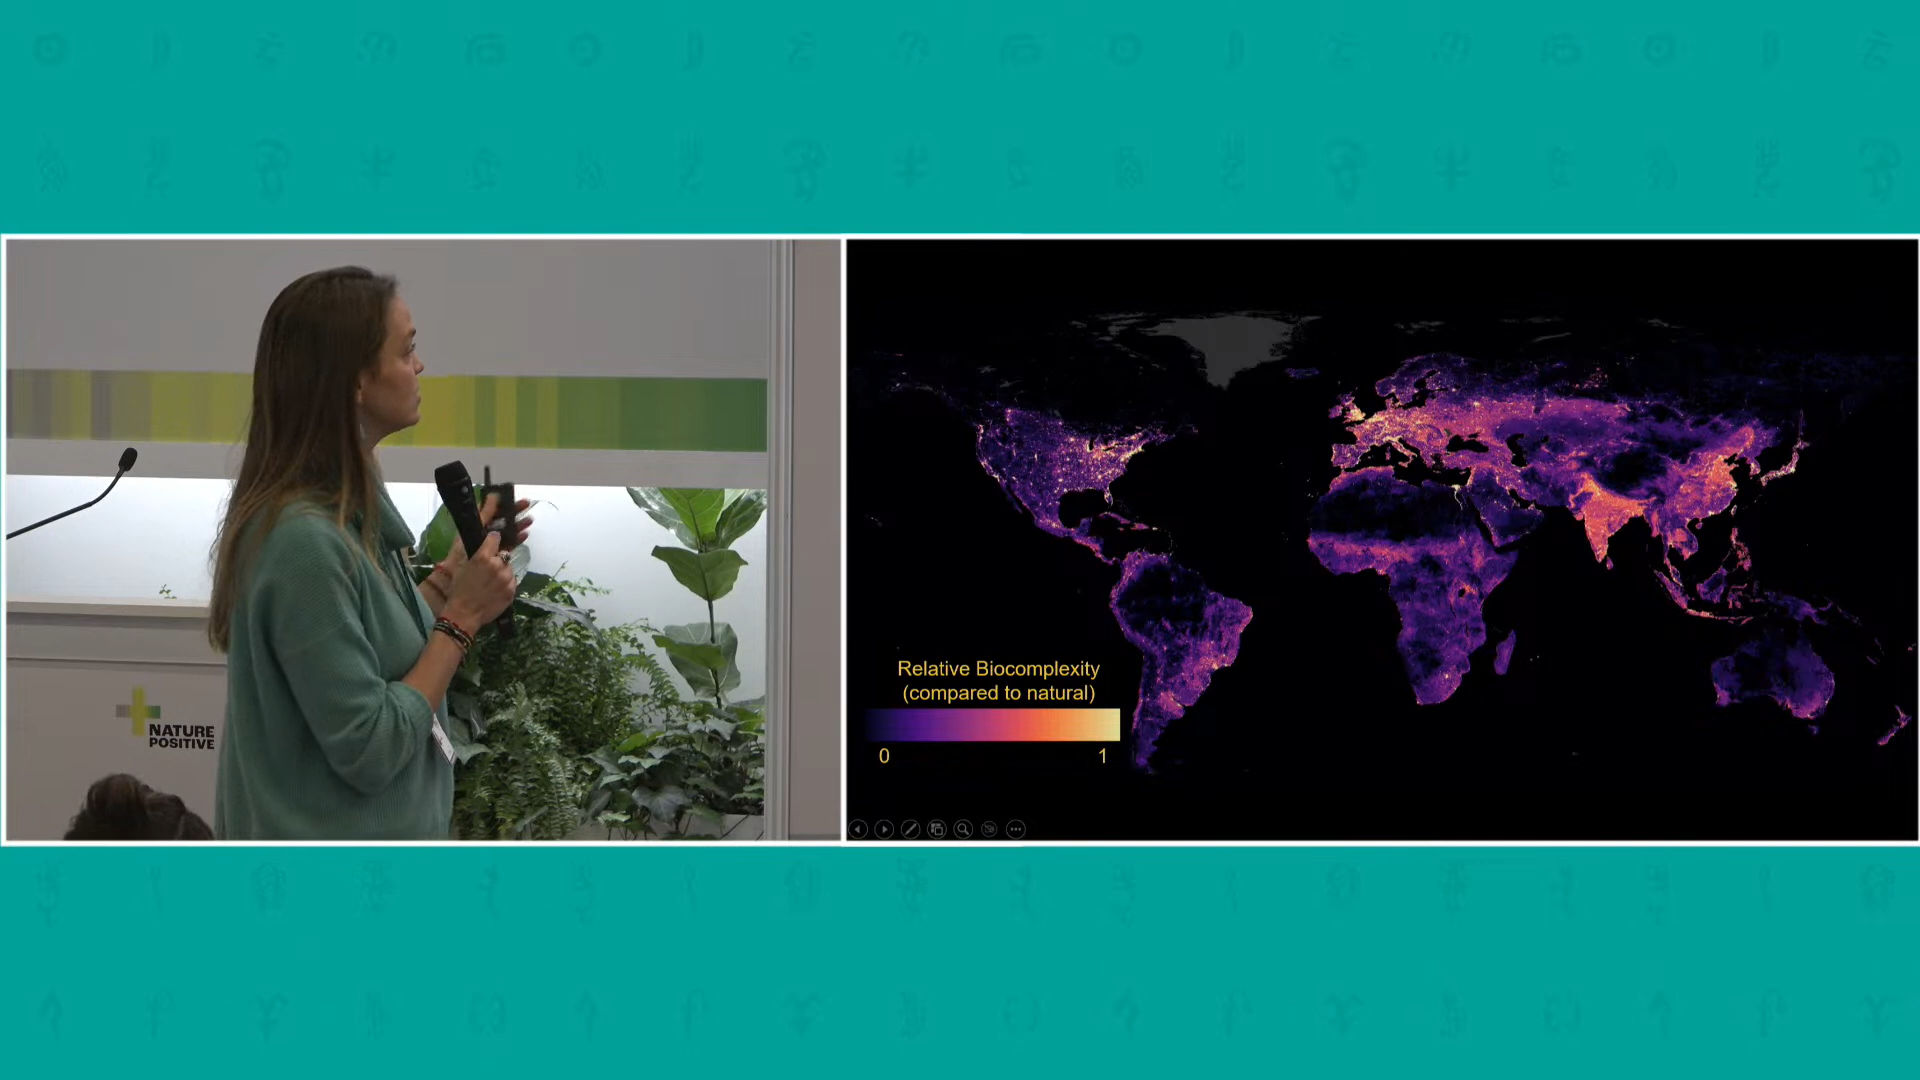 NATURE
POSITIVE
Relative Biocomplexity
(compared to natural)
0 1